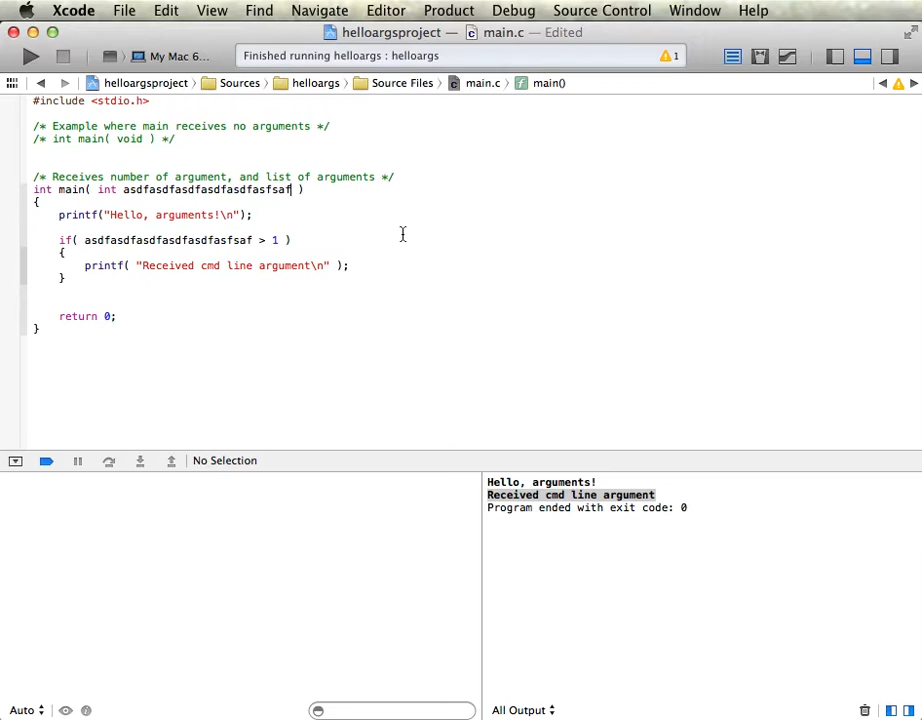 Xcode File Edit View Find Navigate Editor Product Debug Source Control Window Help
helloargsproject — main.c — Edited
My Mac 6... Finished running helloargs : helloargs 1
helloargsproject Sources helloargs Source Files main.c main()
#include <stdio.h>
/* Example where main receives no arguments */
/* int main( void ) */
/* Receives number of argument, and list of arguments */
int main( int asdfasdfasdfasdfasdfasfsaf )
{
printf("Hello, arguments!\n");
if( asdfasdfasdfasdfasdfasfsaf > 1 )
{
printf( "Received cmd line argument\n" );
}
return 0;
}
No Selection
Hello, arguments!
Received cmd line argument
Program ended with exit code: 0
Auto
All Output